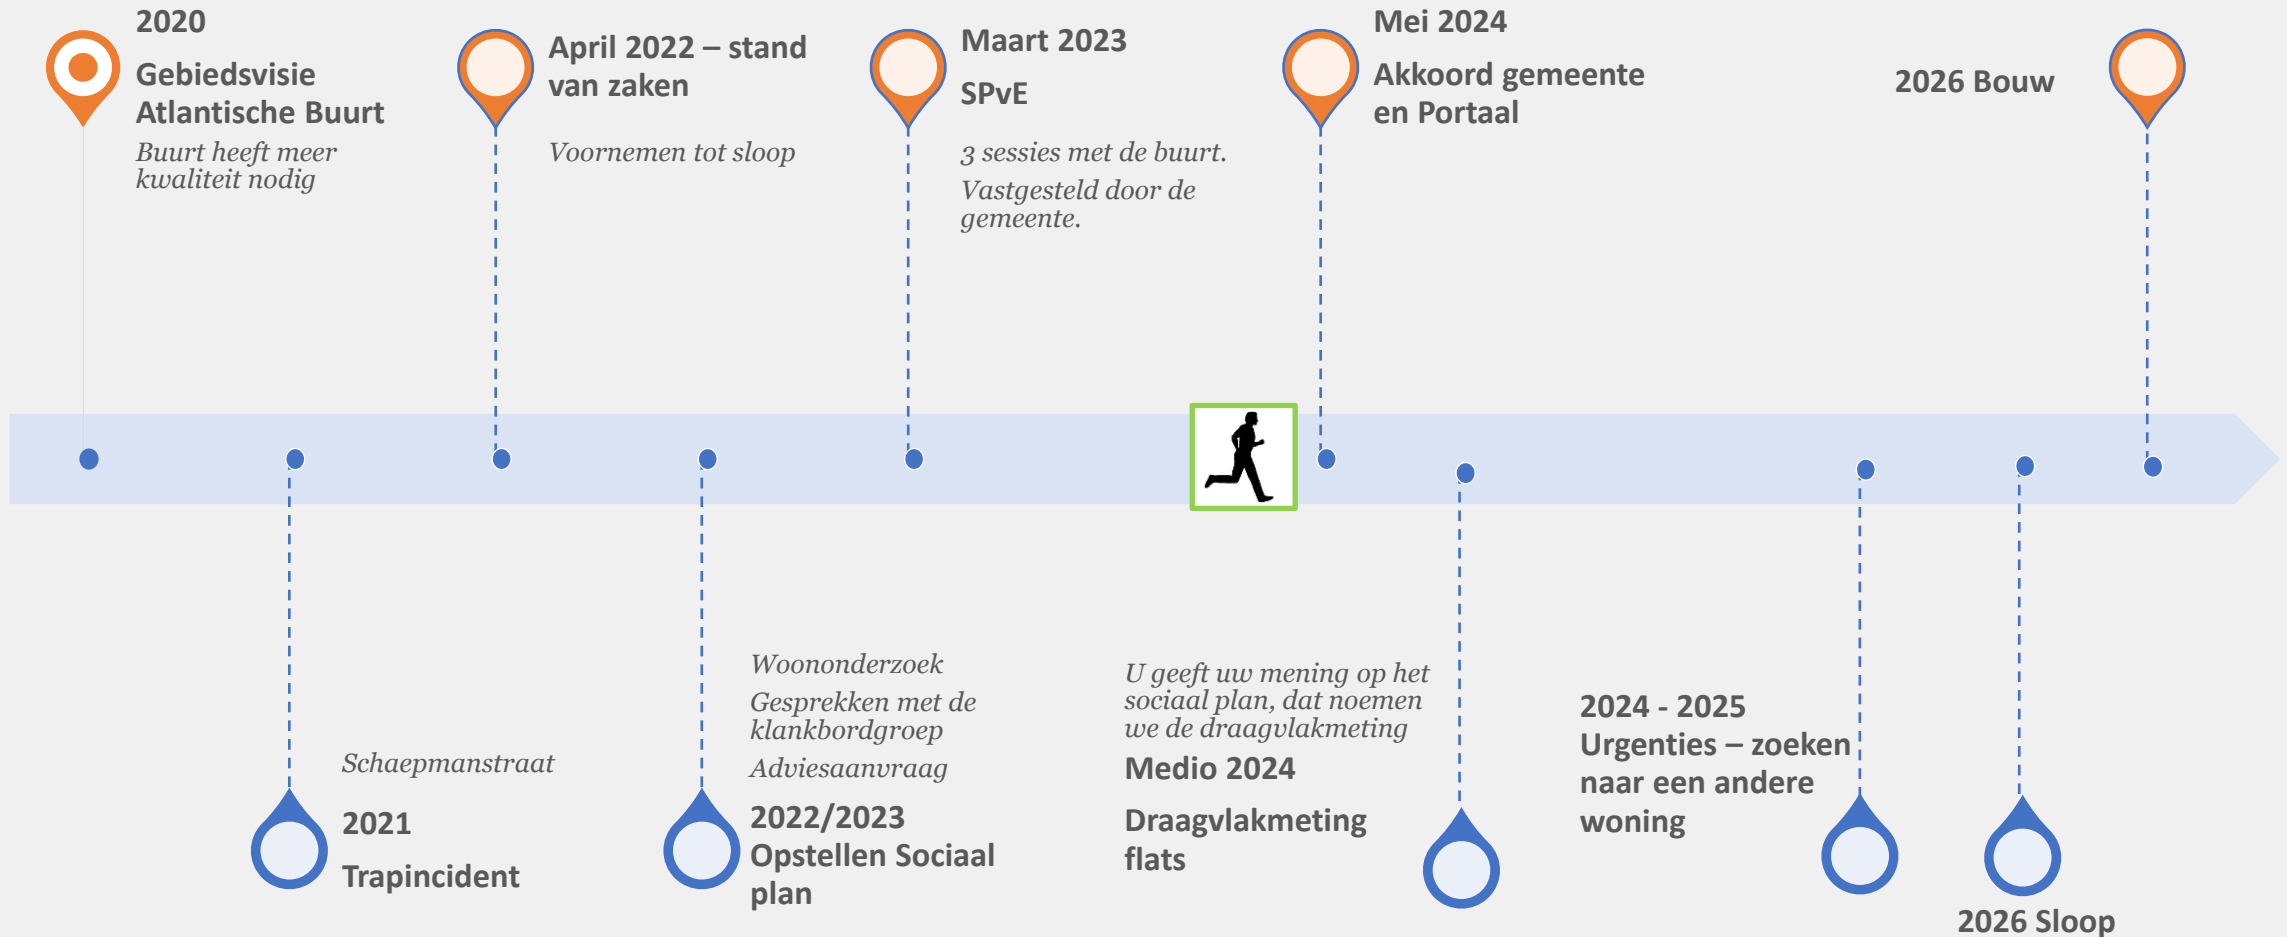 2020
Gebiedsvisie
Atlantische Buurt
Buurt heeft meer
kwaliteit nodig
April 2022 – stand
van zaken
Voornemen tot sloop
Maart 2023
SPvE
3 sessies met de buurt.
Vastgesteld door de
gemeente.
Mei 2024
Akkoord gemeente
en Portaal
2026 Bouw
Schaepmanstraat
2021
Trapincident
Woononderzoek
Gesprekken met de
klankbordgroep
Adviesaanvraag
2022/2023
Opstellen Sociaal
plan
U geeft uw mening op het
sociaal plan, dat noemen
we de draagvlakmeting
Medio 2024
Draagvlakmeting
flats
2024 - 2025
Urgenties – zoeken
naar een andere
woning
2026 Sloop